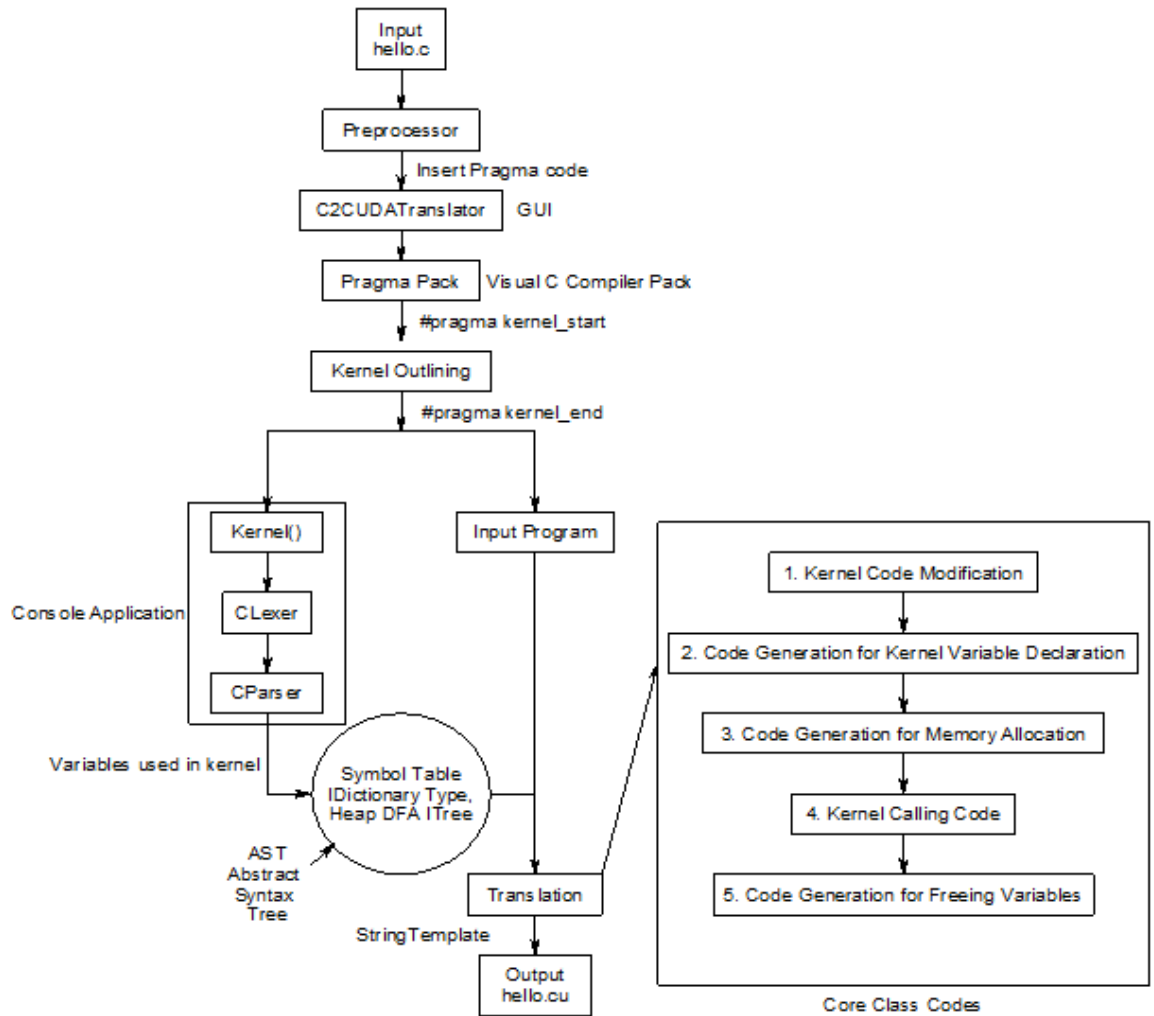 Input
hello.c
Preprocessor
Insert Pragma code
C2CUDATranslator
GUI
Pragma Pack
Visual C Compiler Pack
#pragma kernel_start
Kernel Outlining
#pragma kernel_end
Kernel()
Input Program
CLexer
Console Application
CParser
Variables used in kernel
Symbol Table
IDictionary Type,
Heap DFA ITree
AST
Abstract
Syntax
Tree
Translation
StringTemplate
Output
hello.cu
1. Kernel Code Modification
2. Code Generation for Kernel Variable Declaration
3. Code Generation for Memory Allocation
4. Kernel Calling Code
5. Code Generation for Freeing Variables
Core Class Codes